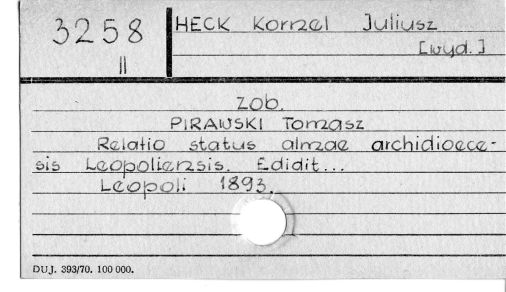 3258
II
HECK Kornel Juliusz
[wyd.]
zob.
PIRAWSKI Tomasz
Relatio status almae archidioece-
sis Leopoliensis. Edidit...
Leopoli 1893.
DUJ. 393/70. 100 000.